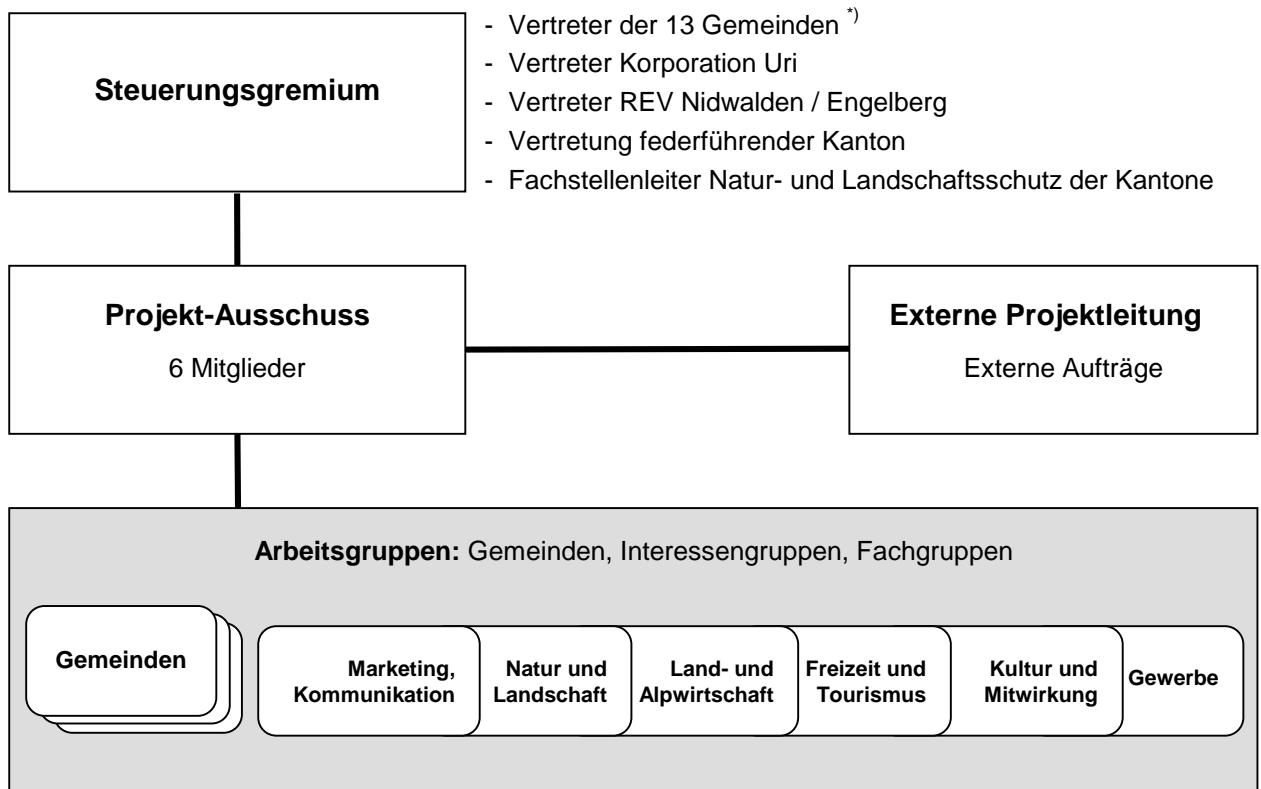 Steuerungsgremium
- Vertreter der 13 Gemeinden *)
- Vertreter Korporation Uri
- Vertreter REV Nidwalden / Engelberg
- Vertretung federführender Kanton
- Fachstellenleiter Natur- und Landschaftsschutz der Kantone
Projekt-Ausschuss
6 Mitglieder
Externe Projektleitung
Externe Aufträge
Arbeitsgruppen: Gemeinden, Interessengruppen, Fachgruppen
Gemeinden
Marketing,
Kommunikation
Natur und
Landschaft
Land- und
Alpwirtschaft
Freizeit und
Tourismus
Kultur und
Mitwirkung
Gewerbe